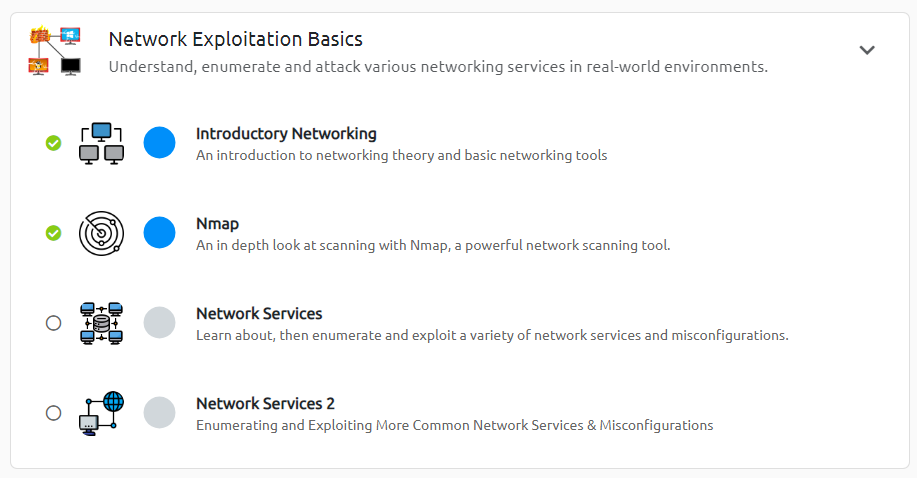 Network Exploitation Basics
Understand, enumerate and attack various networking services in real-world environments.
Introductory Networking
An introduction to networking theory and basic networking tools
Nmap
An in depth look at scanning with Nmap, a powerful network scanning tool.
Network Services
Learn about, then enumerate and exploit a variety of network services and misconfigurations.
Network Services 2
Enumerating and Exploiting More Common Network Services & Misconfigurations